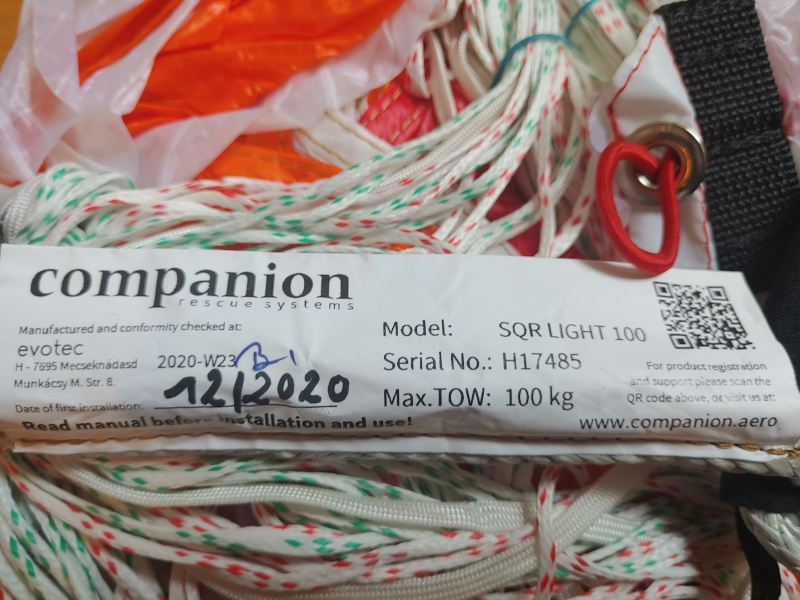 companion
rescue systems
Manufactured and conformity checked at:
evotec
H - 7695 Mecseknádasd
Munkácsy M. Str. 8.
2020-W23
Date of first installation:
12/2020
Read manual before installation and use!
Model: SQR LIGHT 100
Serial No.: H17485
Max.TOW: 100 kg
For product registration
and support please scan the
QR code above, or visit us at:
www.companion.aero